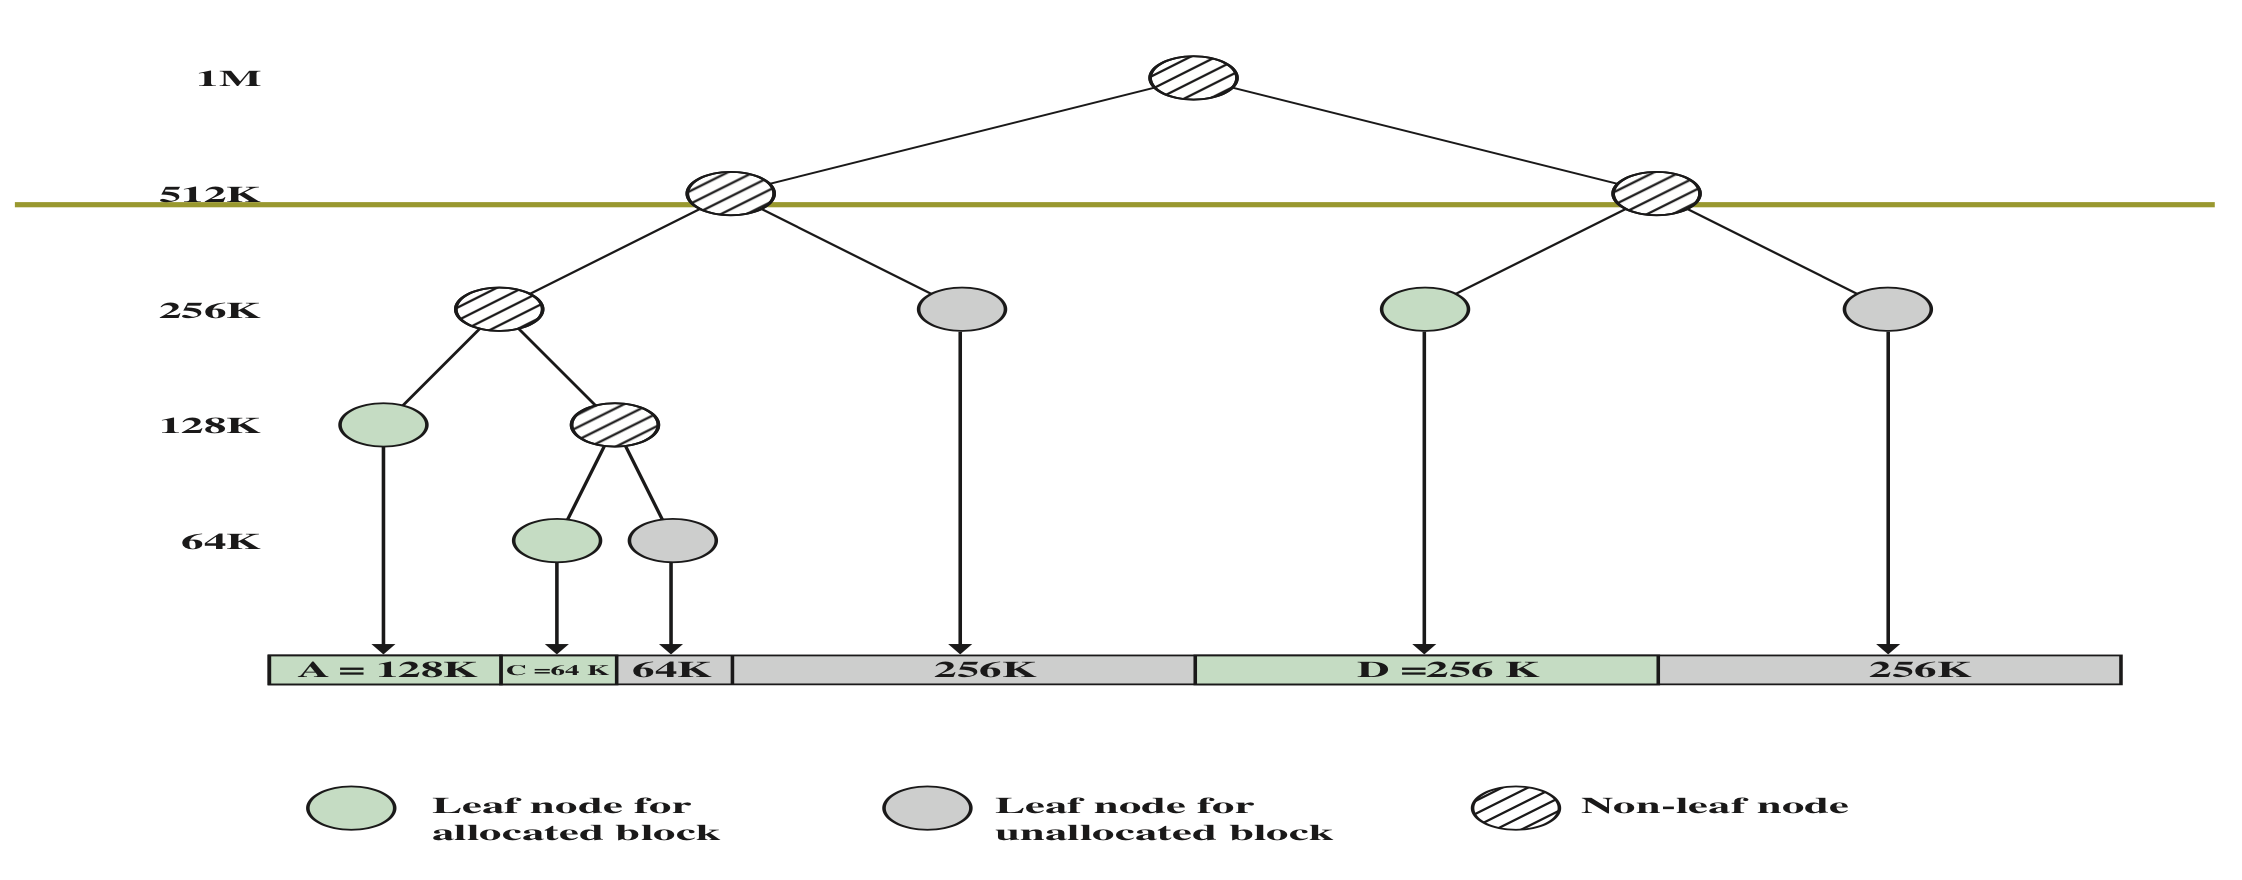 1M
512K
256K
128K
64K
A = 128K C =64 K 64K 256K D =256 K 256K
Leaf node for
allocated block
Leaf node for
unallocated block
Non-leaf node